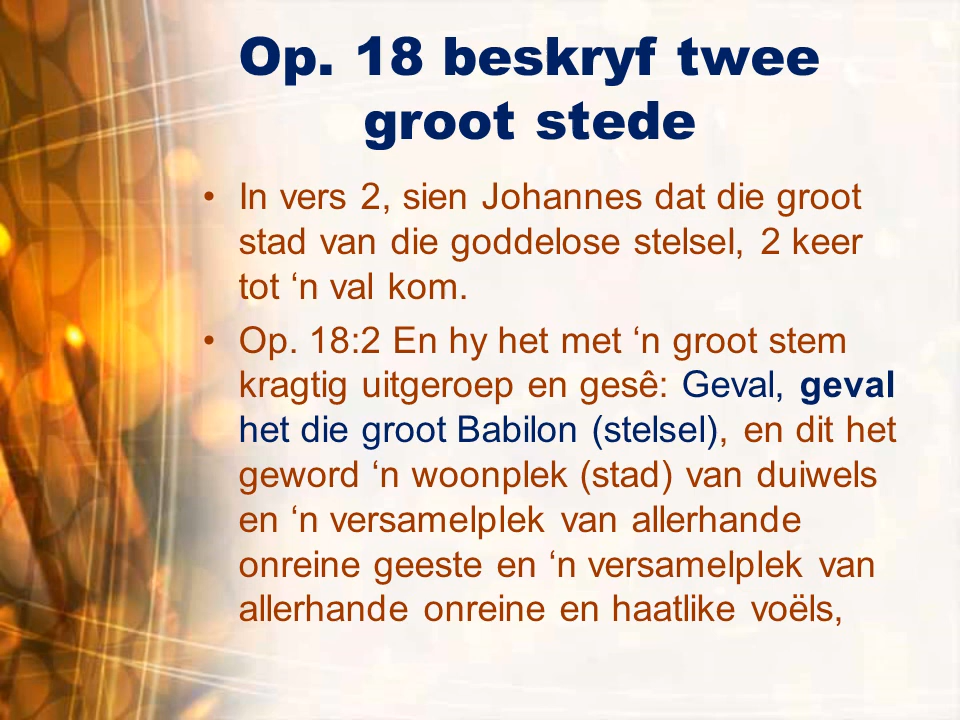 Op. 18 beskryf twee
groot stede
• In vers 2, sien Johannes dat die groot
stad van die goddelose stelsel, 2 keer
tot ‘n val kom.
• Op. 18:2 En hy het met ‘n groot stem
kragtig uitgeroep en gesê: Geval, geval
het die groot Babilon (stelsel), en dit het
geword ‘n woonplek (stad) van duiwels
en ‘n versamelplek van allerhande
onreine geeste en ‘n versamelplek van
allerhande onreine en haatlike voëls,